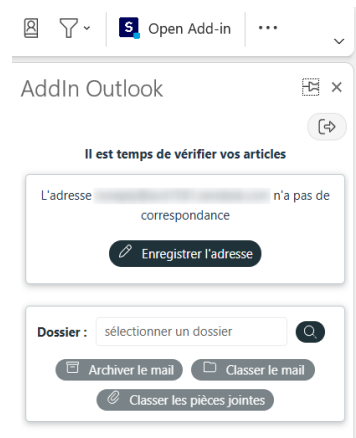 S Open Add-in
AddIn Outlook
Il est temps de vérifier vos articles
L'adresse n'a pas de
correspondance
Enregistrer l'adresse
Dossier : sélectionner un dossier
Archiver le mail Classer le mail
Classer les pièces jointes